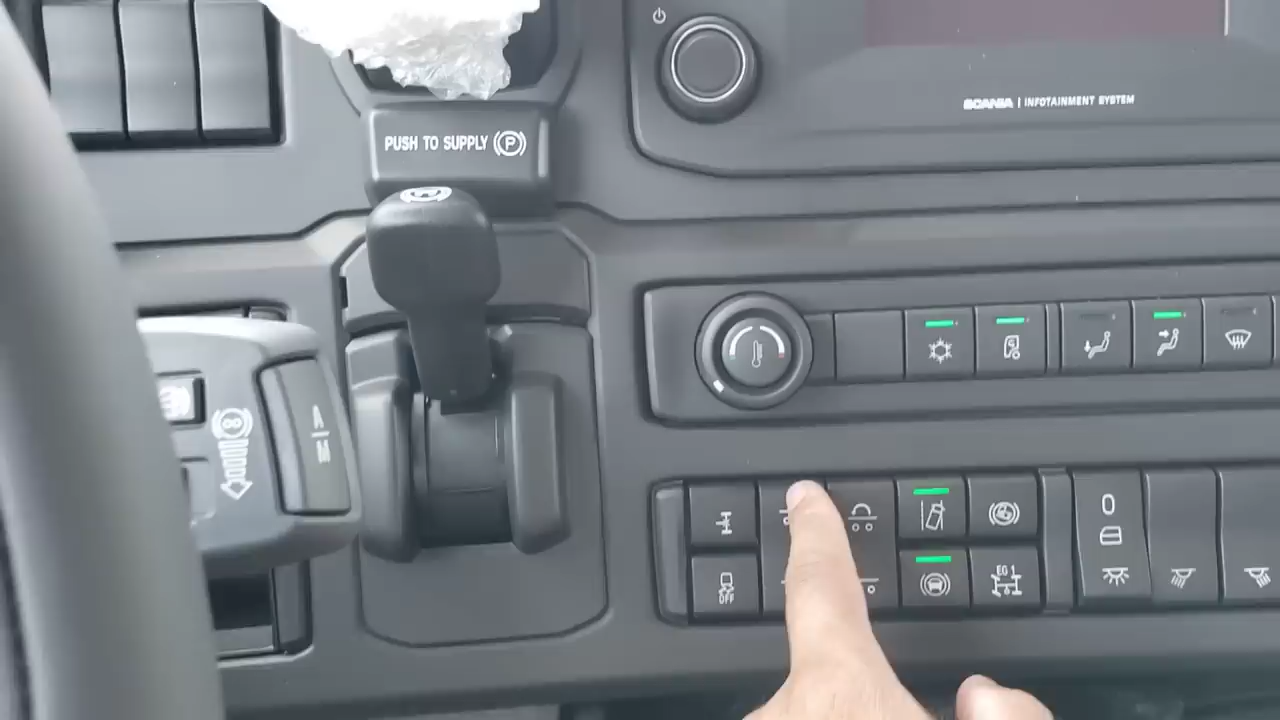 SCANIA | INFOTAINMENT SYSTEM
PUSH TO SUPPLY P
A
M
OFF
EG 1
0